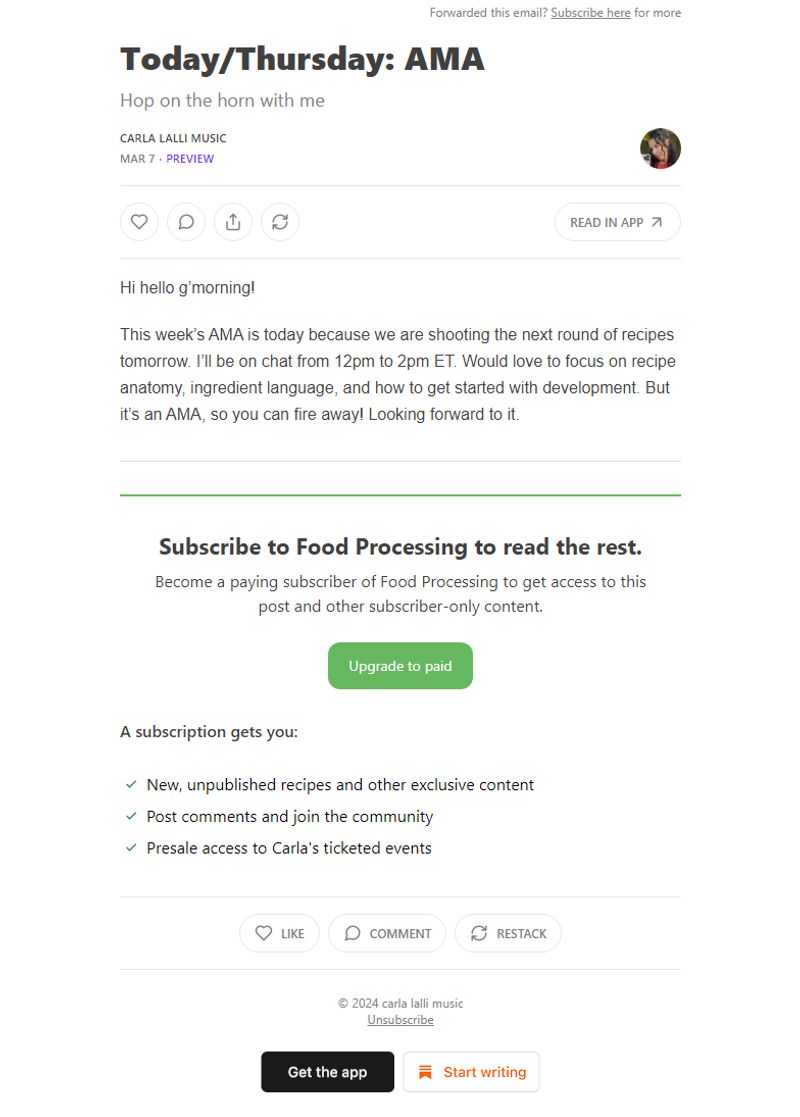 Forwarded this email? Subscribe here for more
Today/Thursday: AMA
Hop on the horn with me
CARLA LALLI MUSIC
MAR 7 · PREVIEW
READ IN APP
Hi hello g’morning!
This week’s AMA is today because we are shooting the next round of recipes
tomorrow. I’ll be on chat from 12pm to 2pm ET. Would love to focus on recipe
anatomy, ingredient language, and how to get started with development. But
it’s an AMA, so you can fire away! Looking forward to it.
Subscribe to Food Processing to read the rest.
Become a paying subscriber of Food Processing to get access to this
post and other subscriber-only content.
Upgrade to paid
A subscription gets you:
New, unpublished recipes and other exclusive content
Post comments and join the community
Presale access to Carla's ticketed events
LIKE COMMENT RESTACK
© 2024 carla lalli music
Unsubscribe
Get the app Start writing